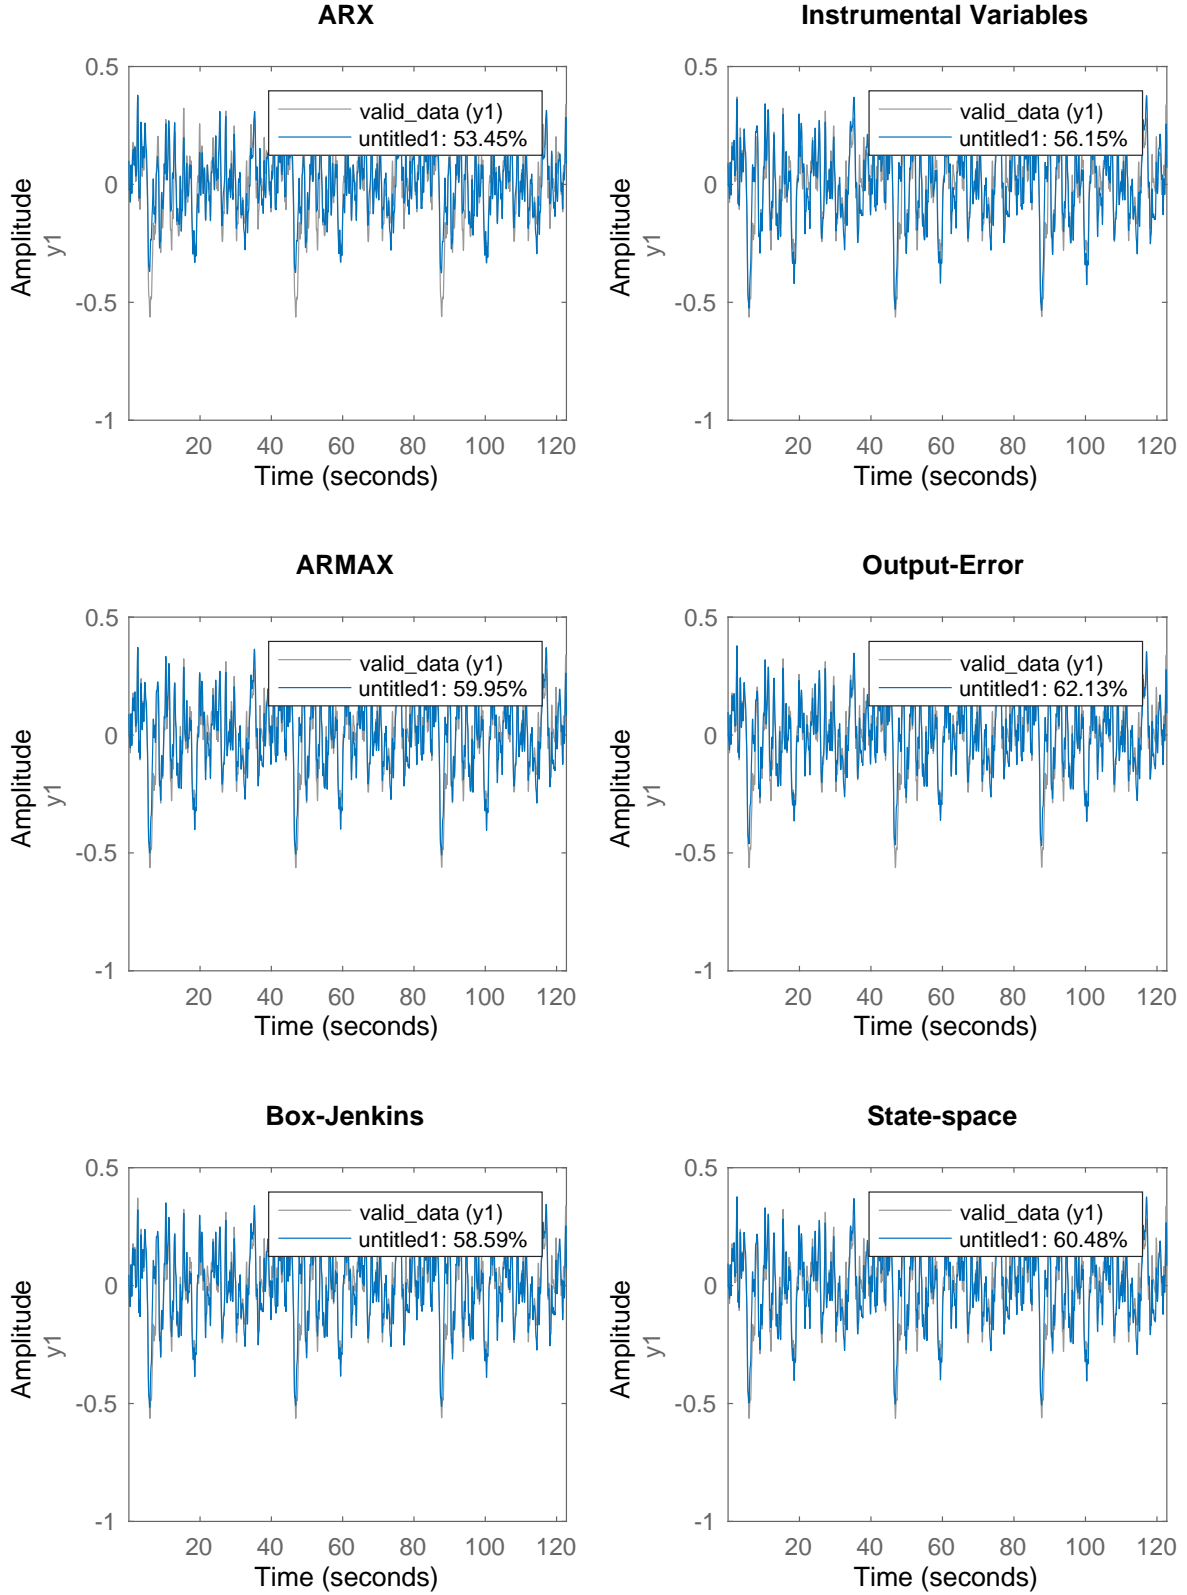 ARX
0.5
0
-0.5
-1
Amplitude
y1
valid_data (y1)
untitled1: 53.45%
20 40 60 80 100 120
Time (seconds)
Instrumental Variables
0.5
0
-0.5
-1
Amplitude
y1
valid_data (y1)
untitled1: 56.15%
20 40 60 80 100 120
Time (seconds)
ARMAX
0.5
0
-0.5
-1
Amplitude
y1
valid_data (y1)
untitled1: 59.95%
20 40 60 80 100 120
Time (seconds)
Output-Error
0.5
0
-0.5
-1
Amplitude
y1
valid_data (y1)
untitled1: 62.13%
20 40 60 80 100 120
Time (seconds)
Box-Jenkins
0.5
0
-0.5
-1
Amplitude
y1
valid_data (y1)
untitled1: 58.59%
20 40 60 80 100 120
Time (seconds)
State-space
0.5
0
-0.5
-1
Amplitude
y1
valid_data (y1)
untitled1: 60.48%
20 40 60 80 100 120
Time (seconds)